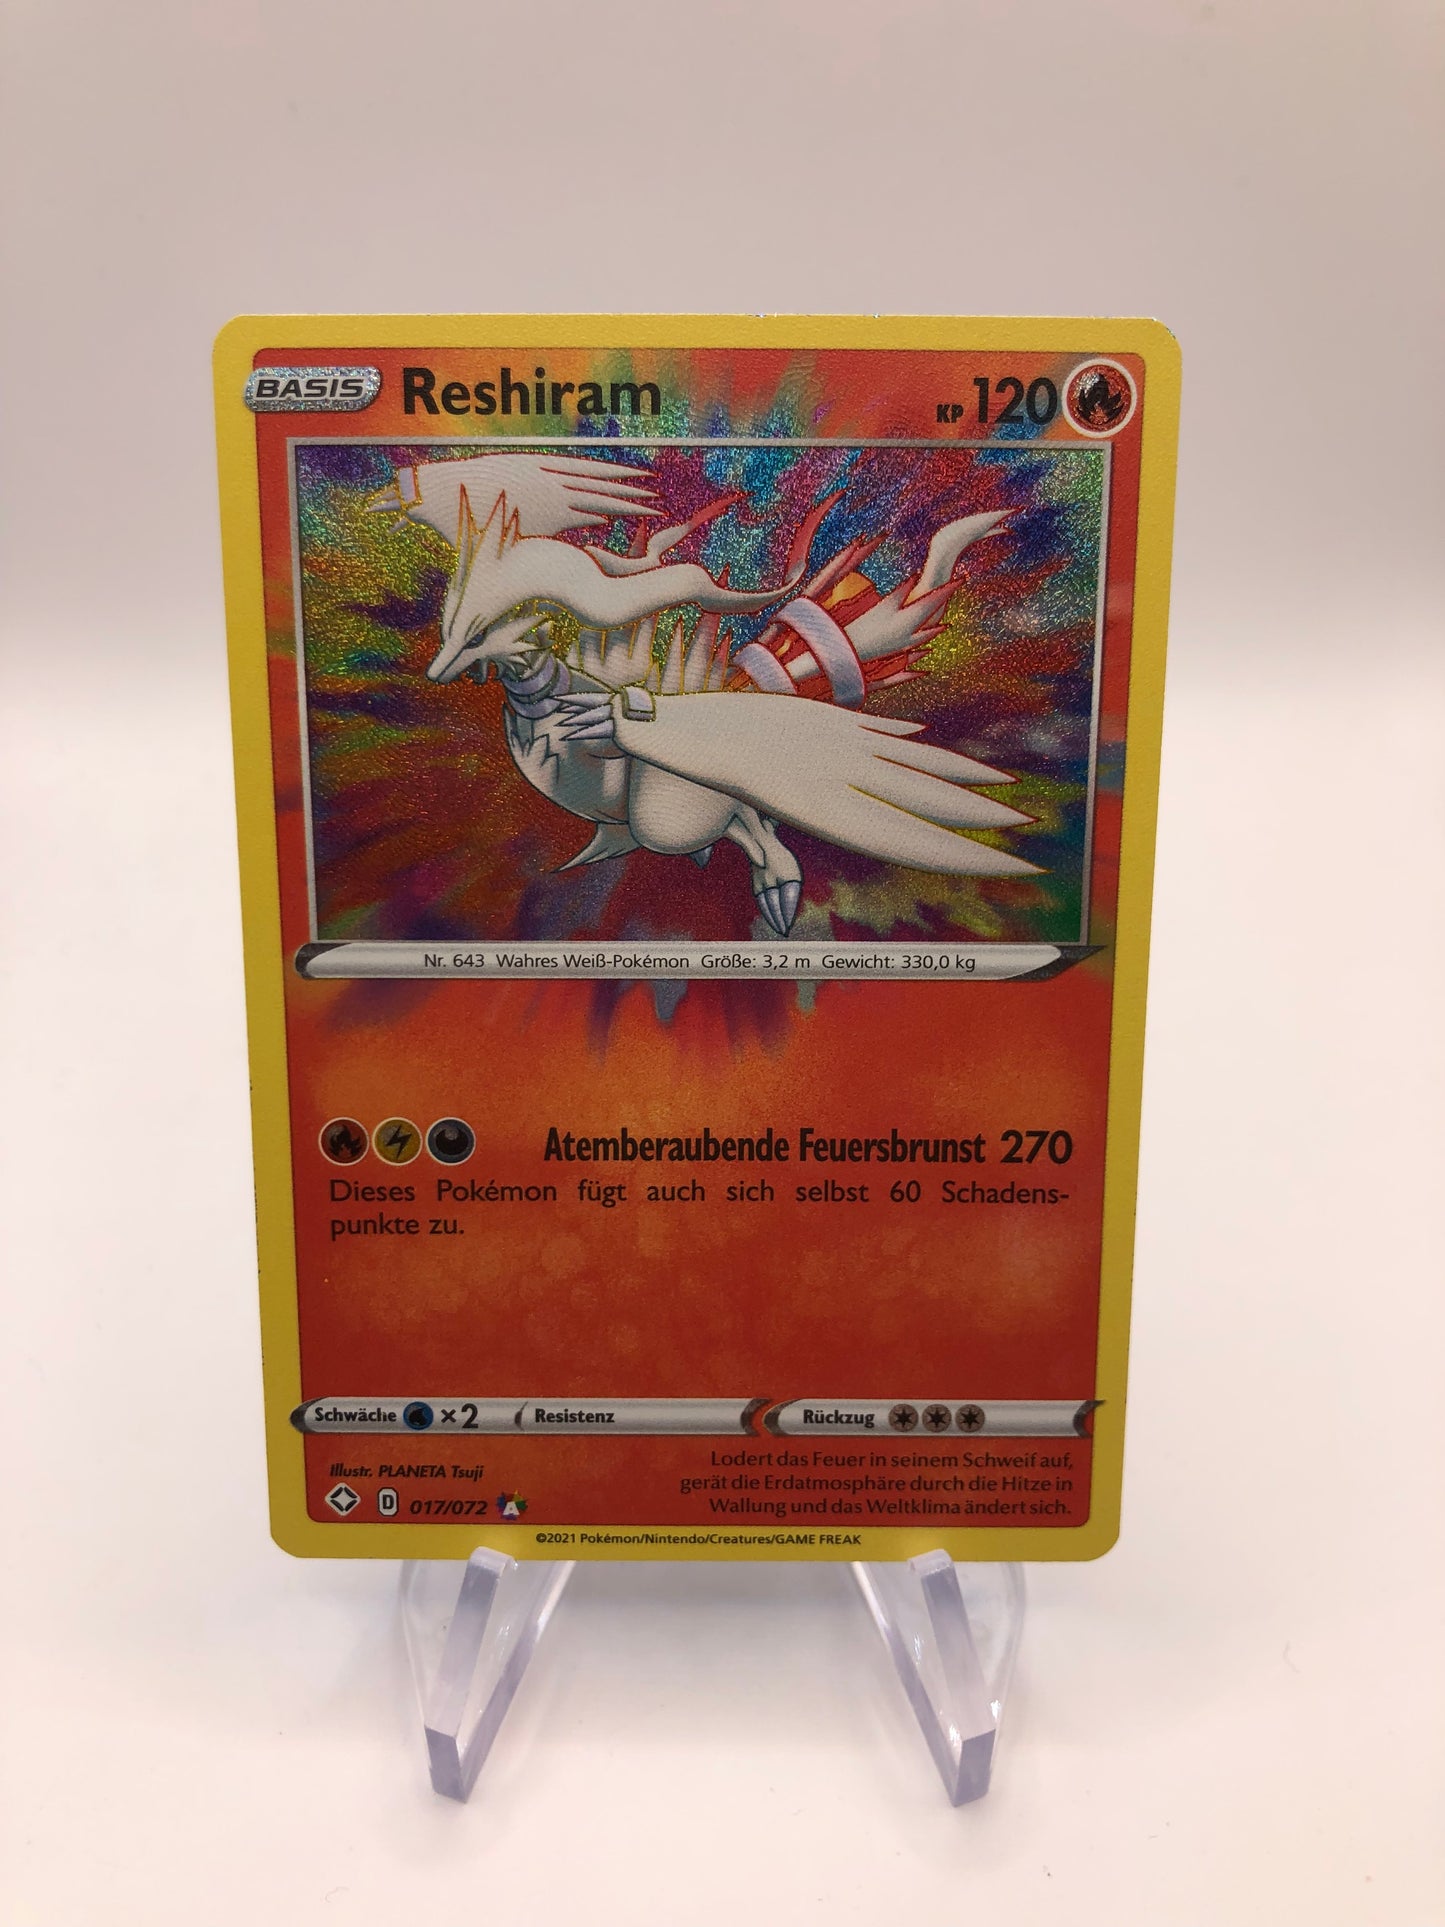 BASIS Reshiram KP 120
Nr. 643 Wahres Weiß-Pokémon Größe: 3,2 m Gewicht: 330,0 kg
Atemberaubende Feuersbrunst 270
Dieses Pokémon fügt auch sich selbst 60 Schadens-
punkte zu.
Schwäche ×2 Resistenz Rückzug
Lodert das Feuer in seinem Schweif auf,
gerät die Erdatmosphäre durch die Hitze in
Wallung und das Weltklima ändert sich.
Illustr. PLANETA Tsuji
D 017/072 A
©2021 Pokémon/Nintendo/Creatures/GAME FREAK